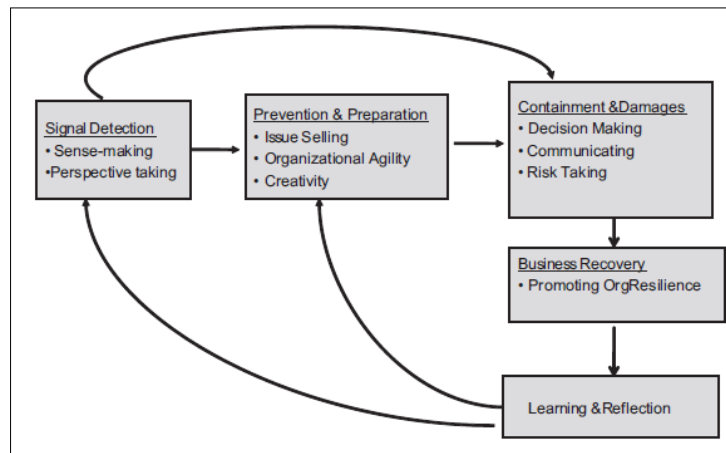 Signal Detection
• Sense-making
•Perspective taking
Prevention & Preparation
• Issue Selling
• Organizational Agility
• Creativity
Containment &Damages
• Decision Making
• Communicating
• Risk Taking
Business Recovery
• Promoting OrgResilience
Learning &Reflection